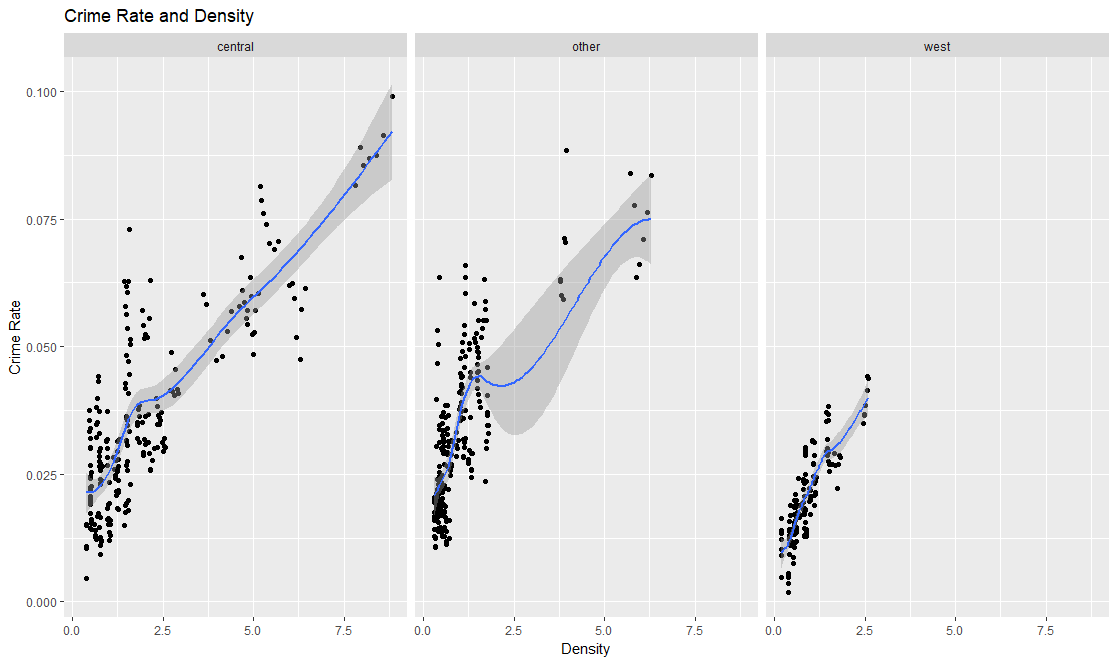 Crime Rate and Density
central other west
Crime Rate
0.100
0.075
0.050
0.025
0.000
0.0 2.5 5.0 7.5 0.0 2.5 5.0 7.5 0.0 2.5 5.0 7.5
Density